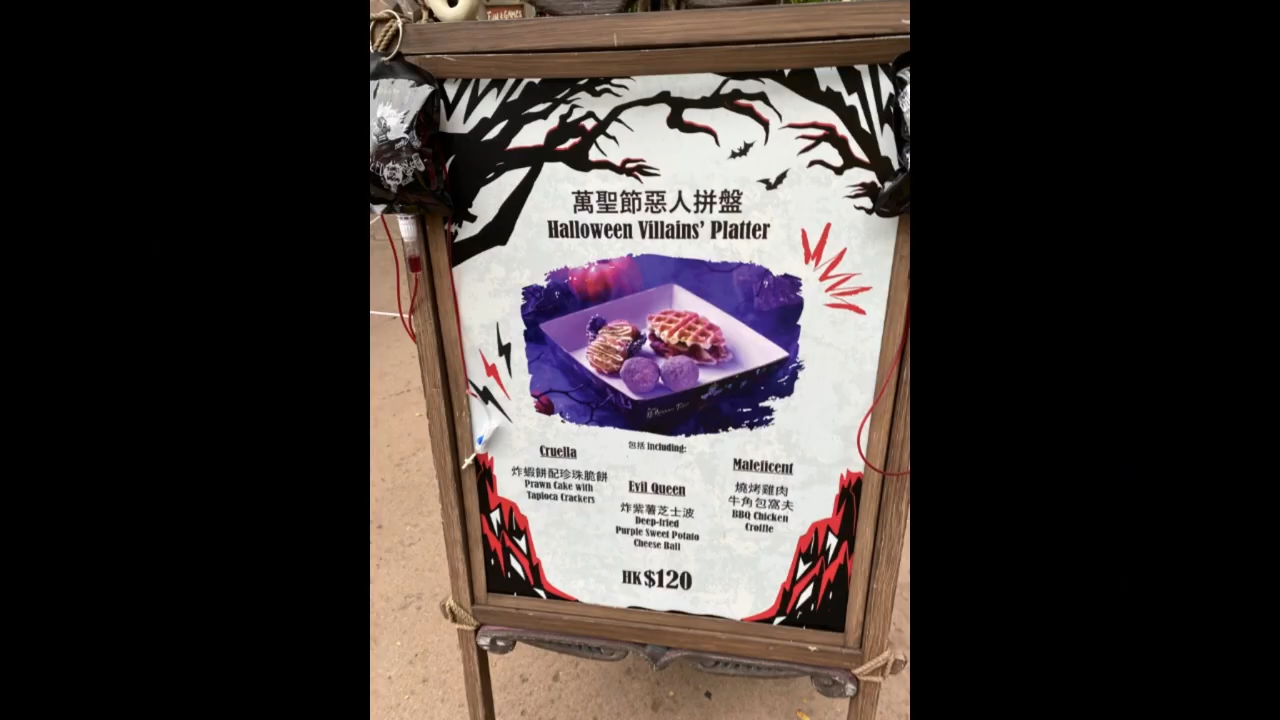 FUN & GAMES
萬聖節惡人拼盤
Halloween Villains' Platter
包括 including:
Cruella
炸蝦餅配珍珠脆餅
Prawn Cake with
Tapioca Crackers
Evil Queen
炸紫薯芝士波
Deep-fried
Purple Sweet Potato
Cheese Ball
Maleficent
燒烤雞肉
牛角包窩夫
BBQ Chicken
Croffle
HK$120